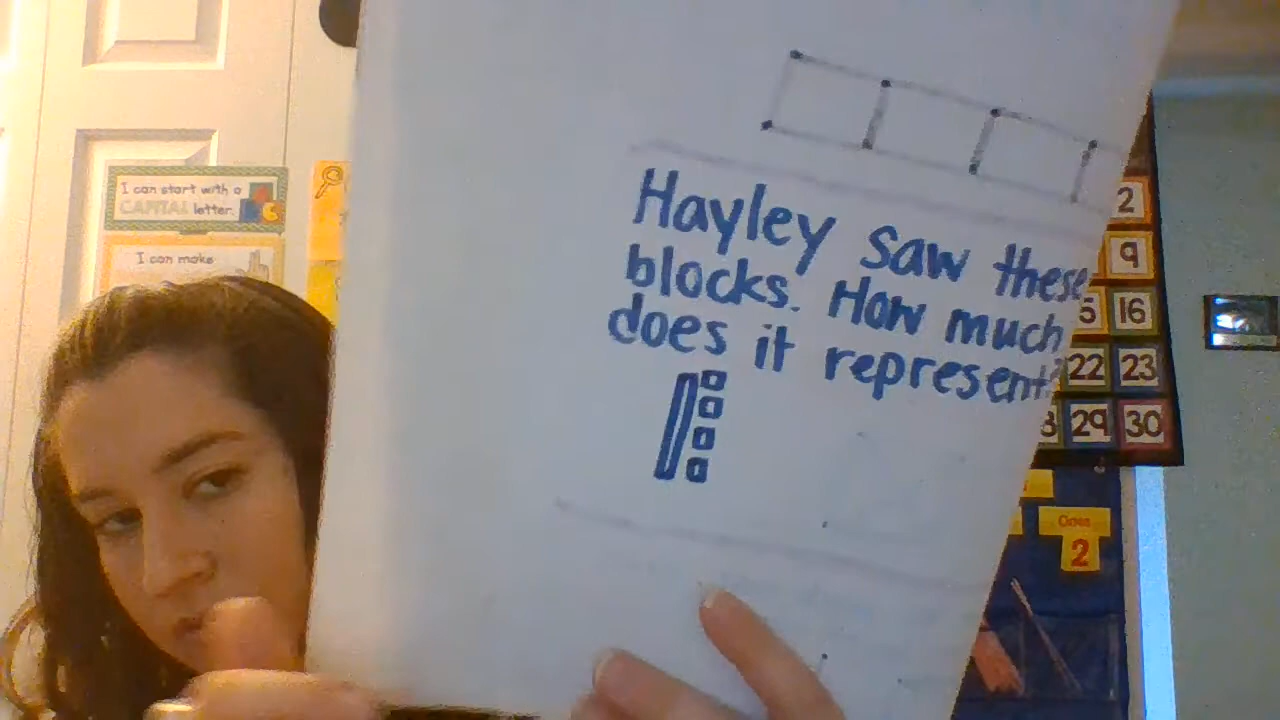 I can start with a
CAPITAL letter.
I can make
Hayley saw these
blocks. How much
does it represent?
2
9
5 16
22 23
29 30
Ones
2